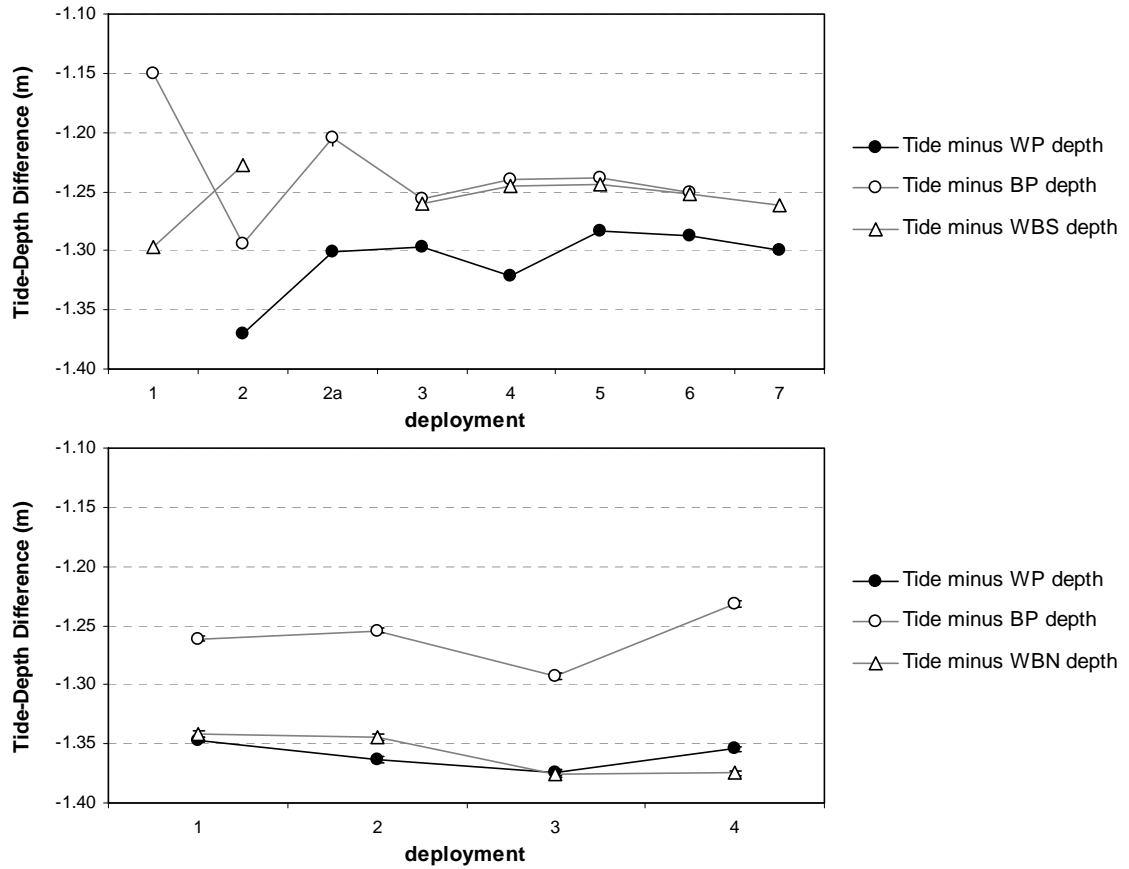 Tide-Depth Difference (m)
-1.10
-1.15
-1.20
-1.25
-1.30
-1.35
-1.40
1 2 2a 3 4 5 6 7
deployment
Tide minus WP depth
Tide minus BP depth
Tide minus WBS depth
Tide-Depth Difference (m)
-1.10
-1.15
-1.20
-1.25
-1.30
-1.35
-1.40
1 2 3 4
deployment
Tide minus WP depth
Tide minus BP depth
Tide minus WBN depth